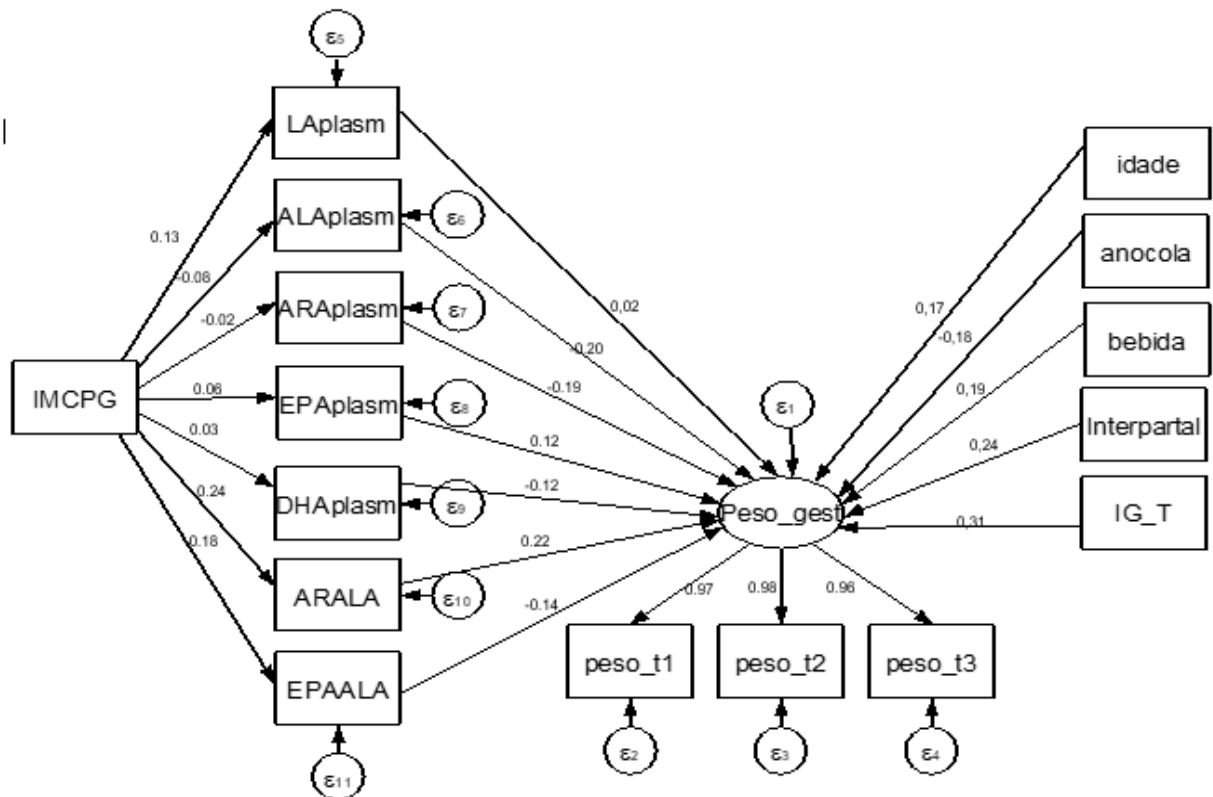 ε5
LAplasm
idade
ALAplasm
ε6
anocola
0.13
-0.08
ARAplasm
ε7
0,02
0,17
-0,18
bebida
-0.02
-0.20
IMCPG
0.06
EPAplasm
ε8
-0.19
ε1
0,19
Interpartal
0.03
0.12
0,24
0.24
DHAplasm
ε9
-0.12
Peso_gest
IG_T
0,31
0.18
0.22
ARALA
ε10
-0.14
0.97
0.98
0.96
EPAALA
peso_t1
peso_t2
peso_t3
ε11
ε2
ε3
ε4